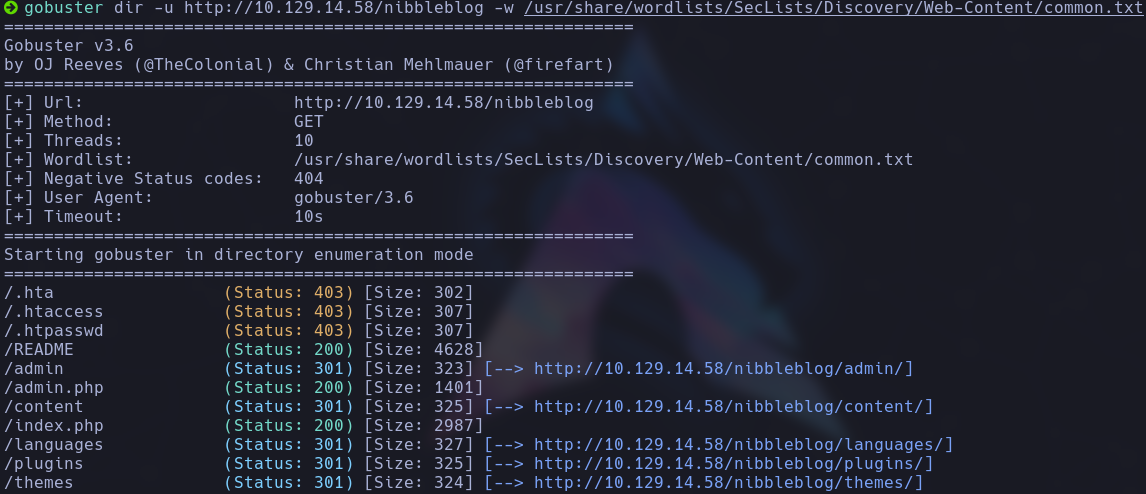 gobuster dir -u http://10.129.14.58/nibbleblog -w /usr/share/wordlists/SecLists/Discovery/Web-Content/common.txt
===============================================================
Gobuster v3.6
by OJ Reeves (@TheColonial) & Christian Mehlmauer (@firefart)
===============================================================
[+] Url:                     http://10.129.14.58/nibbleblog
[+] Method:                  GET
[+] Threads:                 10
[+] Wordlist:                /usr/share/wordlists/SecLists/Discovery/Web-Content/common.txt
[+] Negative Status codes:   404
[+] User Agent:              gobuster/3.6
[+] Timeout:                 10s
===============================================================
Starting gobuster in directory enumeration mode
===============================================================
/.hta                 (Status: 403) [Size: 302]
/.htaccess            (Status: 403) [Size: 307]
/.htpasswd            (Status: 403) [Size: 307]
/README               (Status: 200) [Size: 4628]
/admin                (Status: 301) [Size: 323] [--> http://10.129.14.58/nibbleblog/admin/]
/admin.php            (Status: 200) [Size: 1401]
/content              (Status: 301) [Size: 325] [--> http://10.129.14.58/nibbleblog/content/]
/index.php            (Status: 200) [Size: 2987]
/languages            (Status: 301) [Size: 327] [--> http://10.129.14.58/nibbleblog/languages/]
/plugins              (Status: 301) [Size: 325] [--> http://10.129.14.58/nibbleblog/plugins/]
/themes               (Status: 301) [Size: 324] [--> http://10.129.14.58/nibbleblog/themes/]